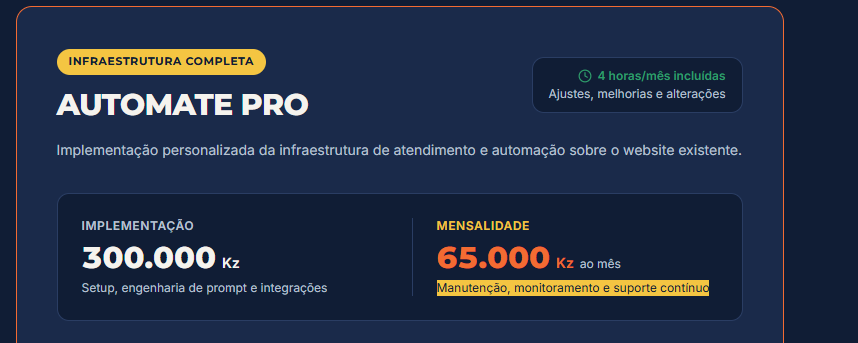 INFRAESTRUTURA COMPLETA
AUTOMATE PRO
4 horas/mês incluídas
Ajustes, melhorias e alterações
Implementação personalizada da infraestrutura de atendimento e automação sobre o website existente.
IMPLEMENTAÇÃO
300.000 Kz
Setup, engenharia de prompt e integrações
MENSALIDADE
65.000 Kz ao mês
Manutenção, monitoramento e suporte contínuo